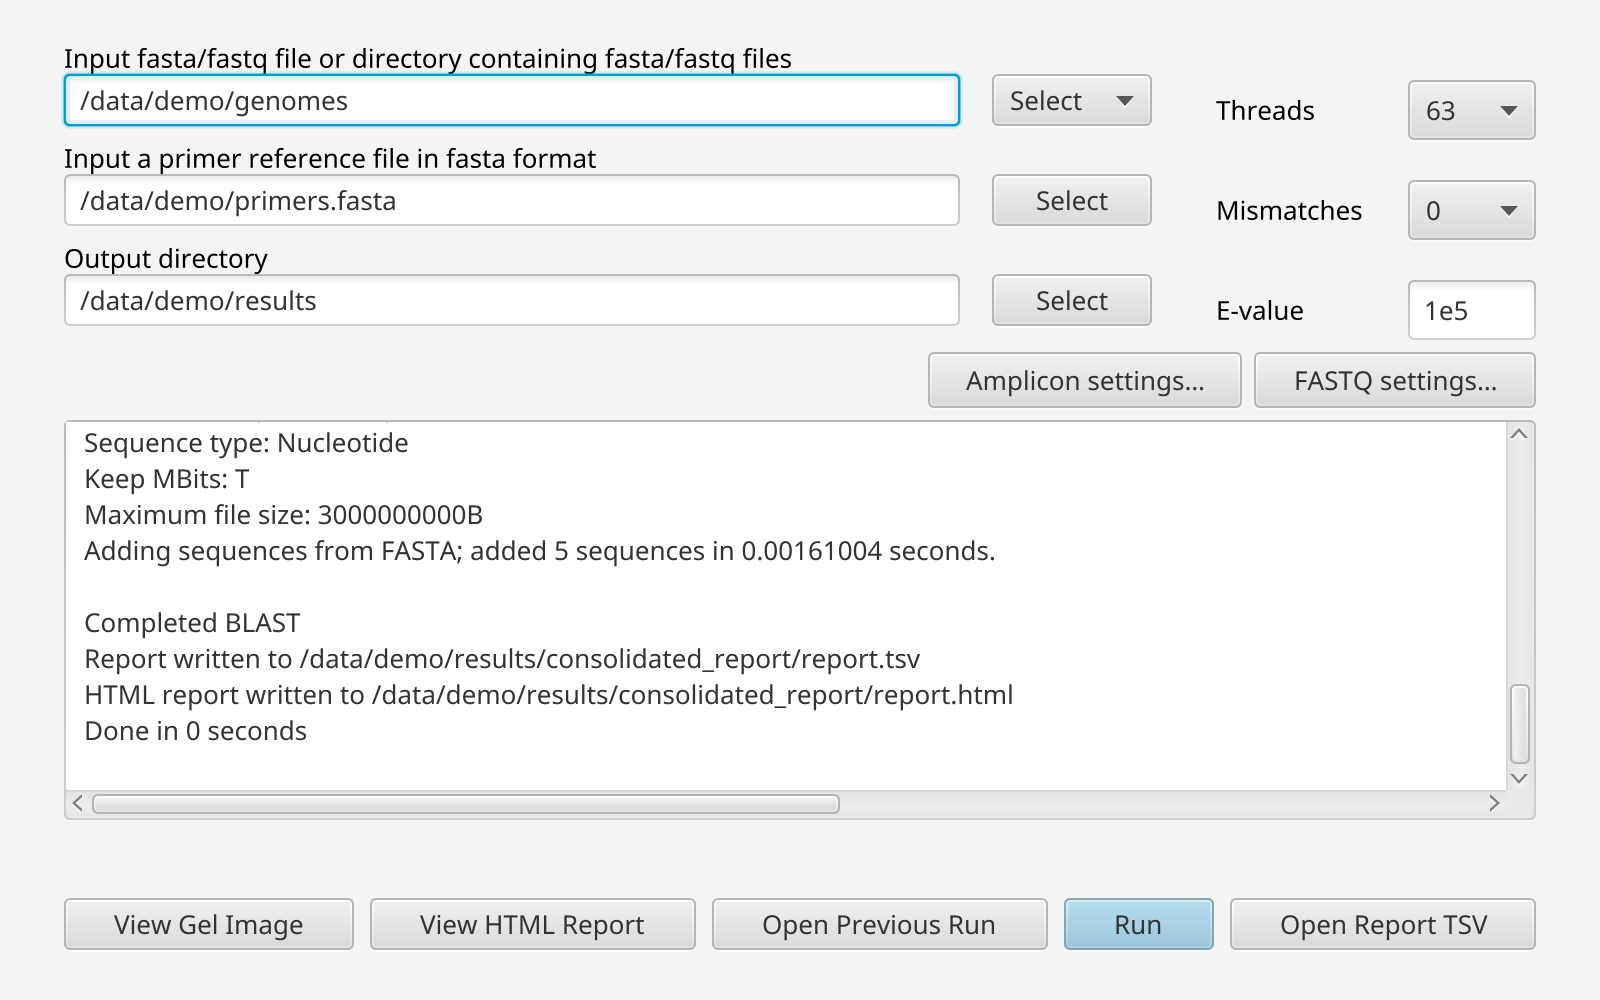 Input fasta/fastq file or directory containing fasta/fastq files
/data/demo/genomes
Select
Threads
63
Input a primer reference file in fasta format
/data/demo/primers.fasta
Select
Mismatches
0
Output directory
/data/demo/results
Select
E-value
1e5
Amplicon settings...
FASTQ settings...
Sequence type: Nucleotide
Keep MBits: T
Maximum file size: 3000000000B
Adding sequences from FASTA; added 5 sequences in 0.00161004 seconds.
Completed BLAST
Report written to /data/demo/results/consolidated_report/report.tsv
HTML report written to /data/demo/results/consolidated_report/report.html
Done in 0 seconds
View Gel Image
View HTML Report
Open Previous Run
Run
Open Report TSV